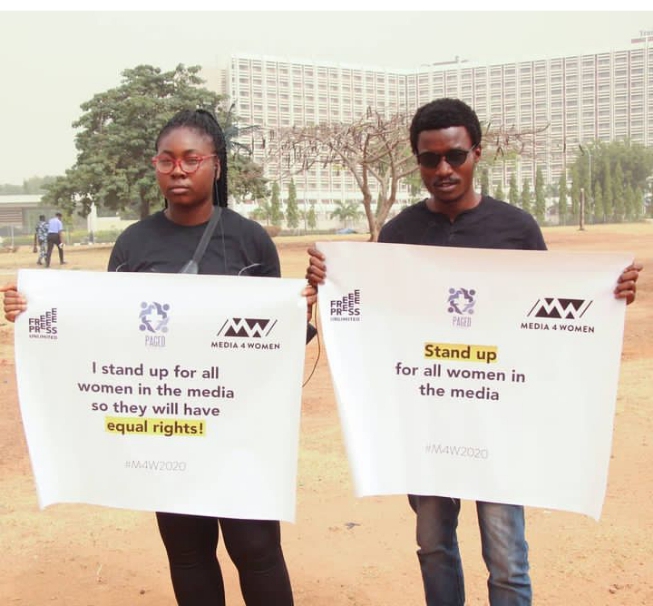 FREE
PRESS
UNLIMITED
PAGED
MEDIA 4 WOMEN
I stand up for all
women in the media
so they will have
equal rights!
#M4W2020
FREE
PRESS
UNLIMITED
PAGED
MEDIA 4 WOMEN
Stand up
for all women in
the media
#M4W2020